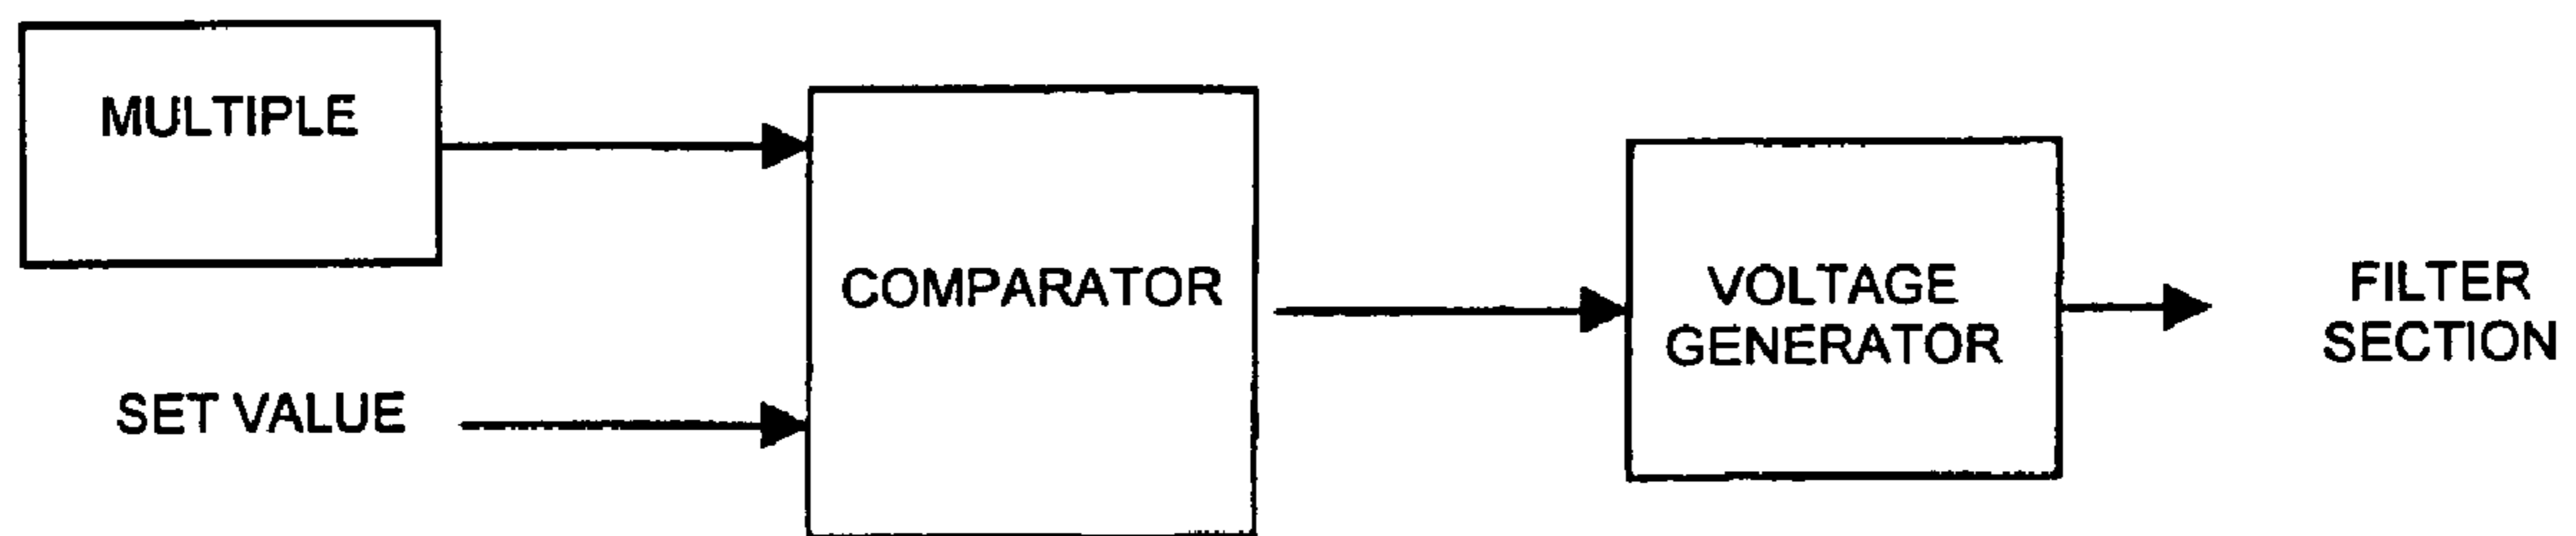 MULTIPLE
SET VALUE
COMPARATOR
VOLTAGE
GENERATOR
FILTER
SECTION